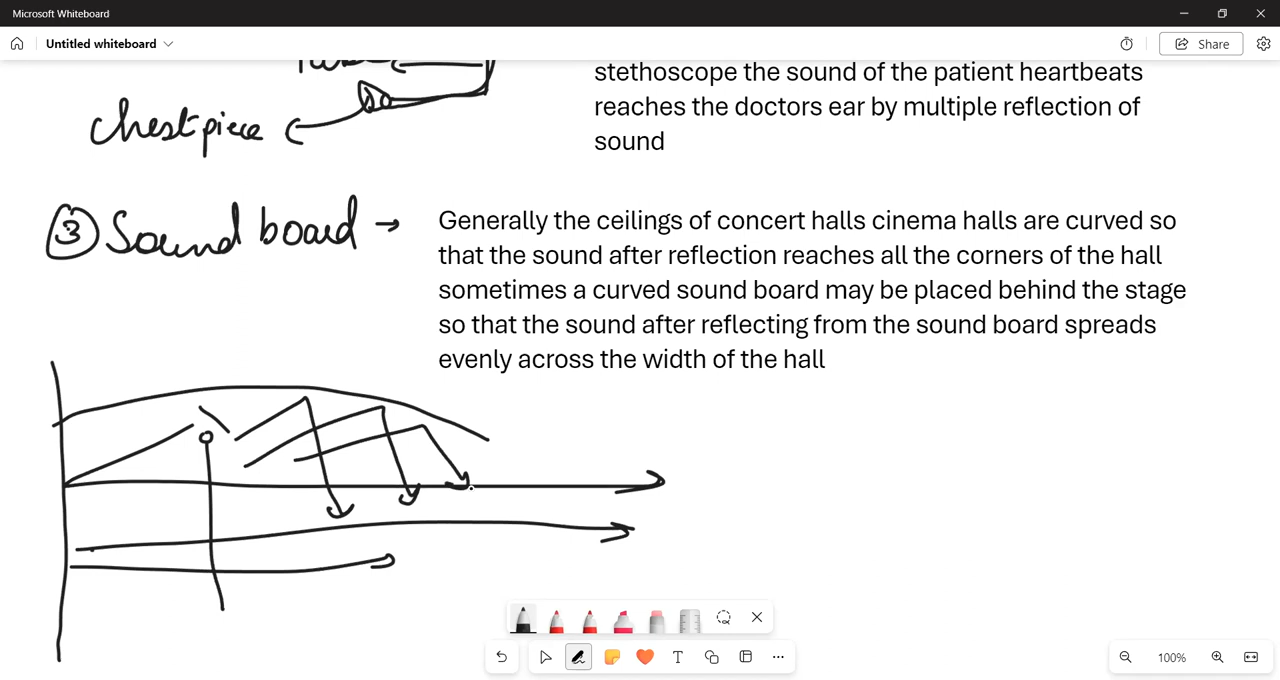 Microsoft Whiteboard
Untitled whiteboard
Share
stethoscope the sound of the patient heartbeats
reaches the doctors ear by multiple reflection of
sound
Chestpiece
③ Sound board → Generally the ceilings of concert halls cinema halls are curved so
that the sound after reflection reaches all the corners of the hall
sometimes a curved sound board may be placed behind the stage
so that the sound after reflecting from the sound board spreads
evenly across the width of the hall
100%